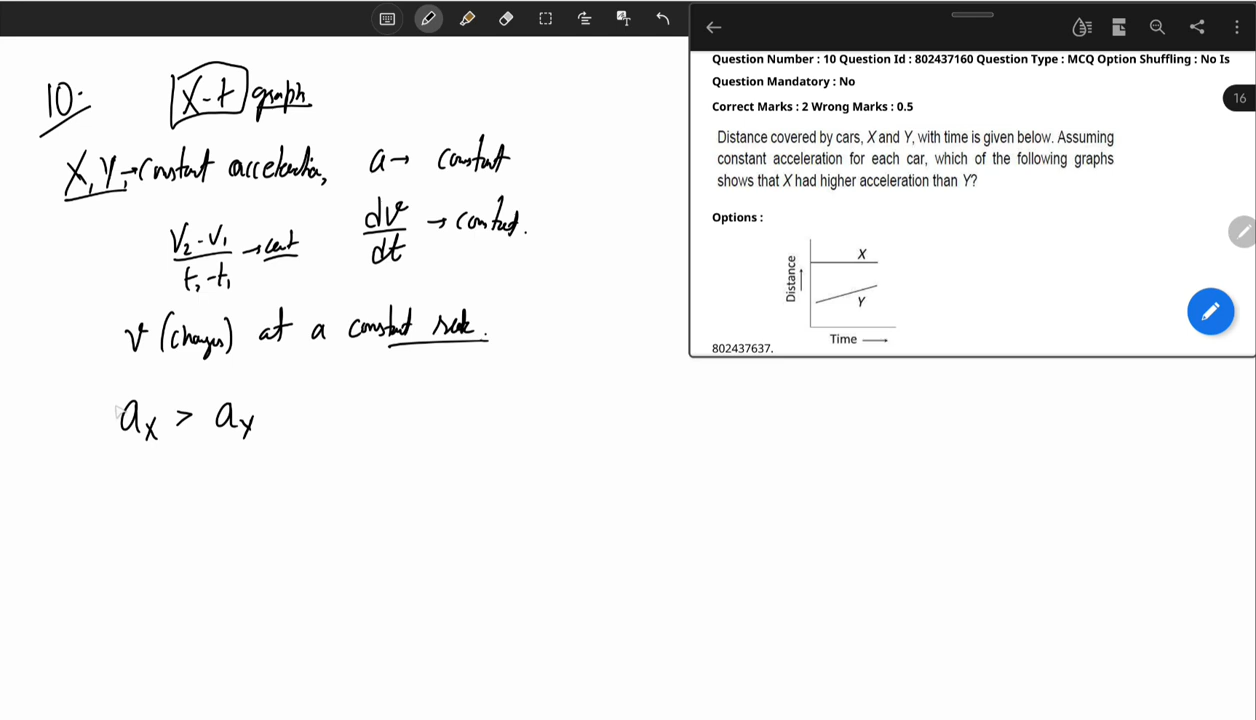 10:
X-t graph
X, Y → Constant acceleration, a → constant
V₂ - V₁ / t₂ - t₁ → const
dv / dt → constant.
v (changes) at a constant rate.
aX > aY
16
Question Number : 10 Question Id : 802437160 Question Type : MCQ Option Shuffling : No Is
Question Mandatory : No
Correct Marks : 2 Wrong Marks : 0.5
Distance covered by cars, X and Y, with time is given below. Assuming
constant acceleration for each car, which of the following graphs
shows that X had higher acceleration than Y?
Options :
Distance
X
Y
Time
802437637.